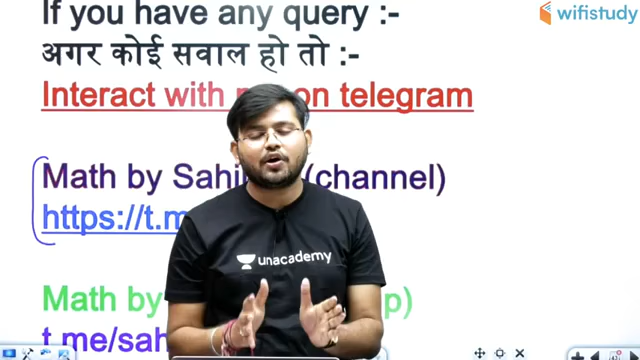 If you have any query :-
wifistudy
अगर कोई सवाल हो तो :-
Interact with on telegram
Math by (channel)
https://t.m
unacademy
Math by
t.me/sah